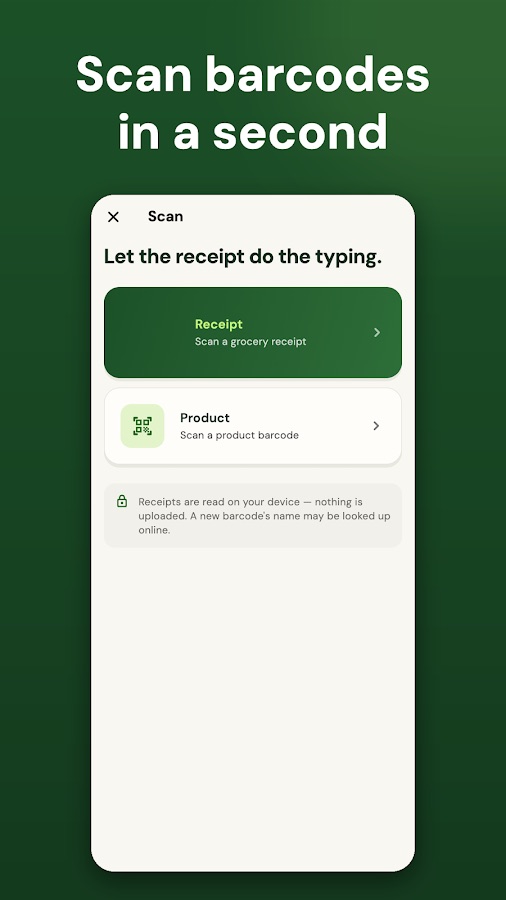 Scan barcodes
in a second
Scan
Let the receipt do the typing.
Receipt
Scan a grocery receipt
Product
Scan a product barcode
Receipts are read on your device — nothing is
uploaded. A new barcode's name may be looked up
online.